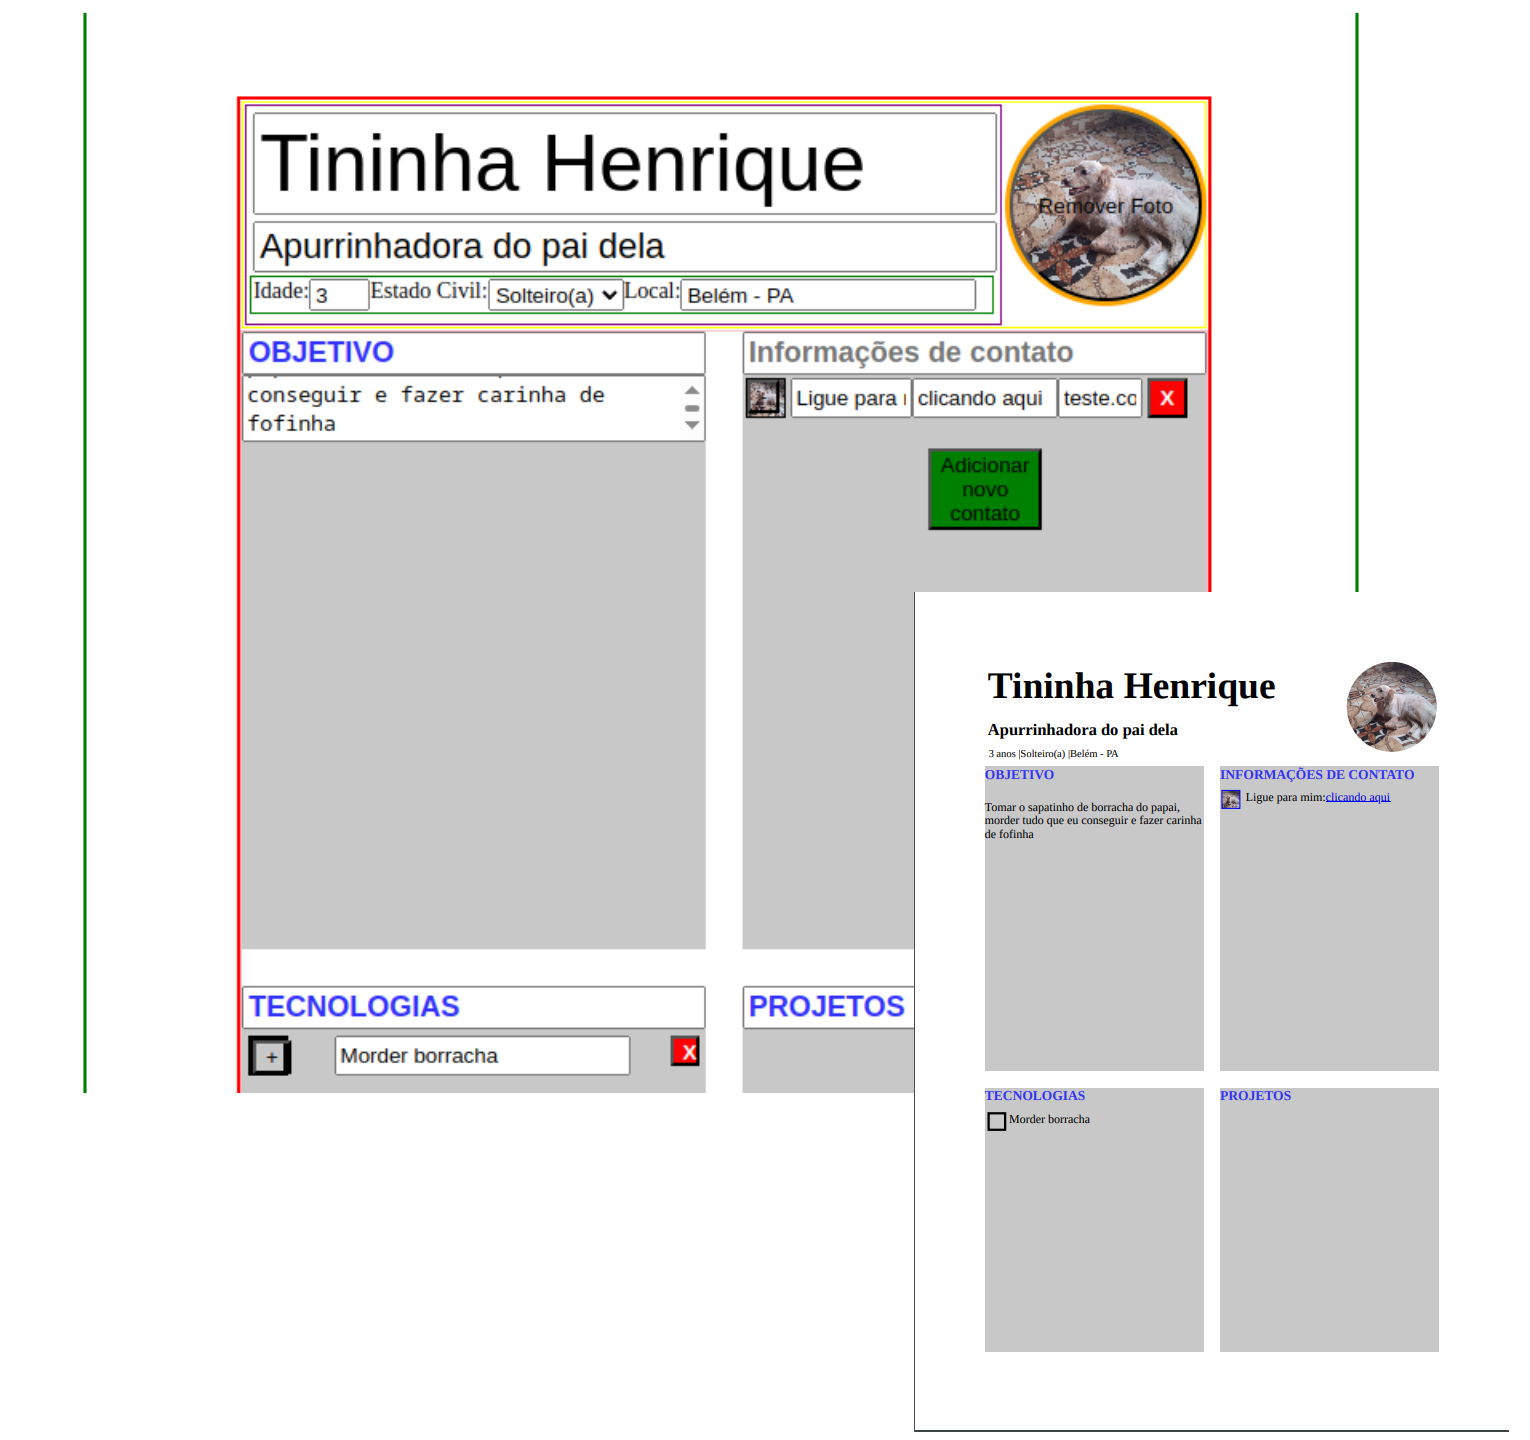 Tininha Henrique
Remover Foto
Apurrinhadora do pai dela
Idade: 3 Estado Civil: Solteiro(a) Local: Belém - PA
OBJETIVO
Informações de contato
conseguir e fazer carinha de
fofinha
Ligue para clicando aqui teste.co X
Adicionar
novo
contato
TECNOLOGIAS
PROJETOS
+ Morder borracha X
Tininha Henrique
Apurrinhadora do pai dela
3 anos |Solteiro(a) |Belém - PA
OBJETIVO
Tomar o sapatinho de borracha do papai,
morder tudo que eu conseguir e fazer carinha
de fofinha
INFORMAÇÕES DE CONTATO
Ligue para mim:clicando aqui
TECNOLOGIAS
Morder borracha
PROJETOS